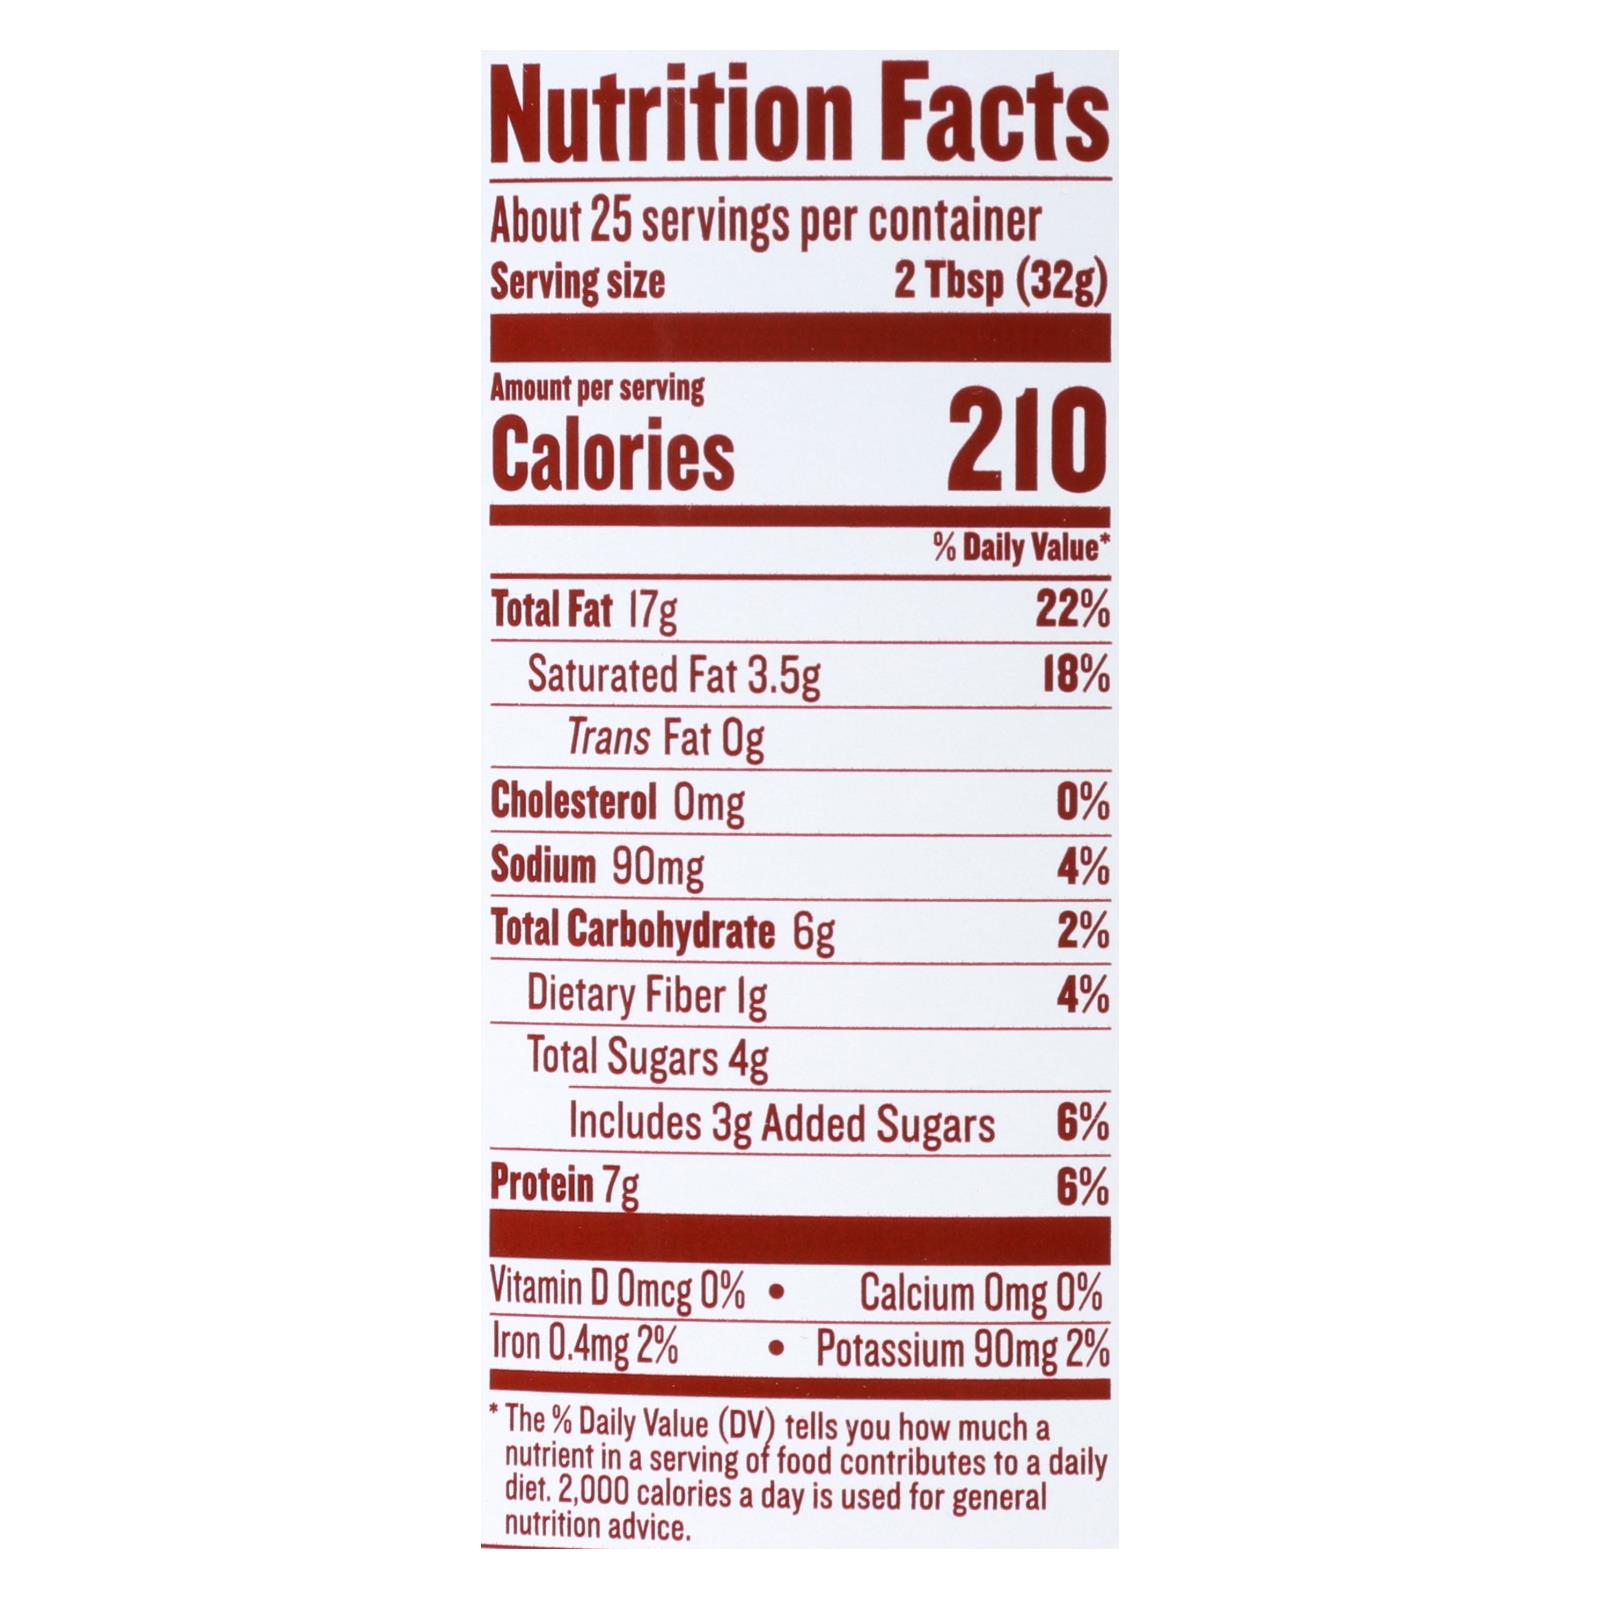 Nutrition Facts
About 25 servings per container
Serving size 2 Tbsp (32g)
Amount per serving
Calories 210
% Daily Value*
Total Fat 17g 22%
Saturated Fat 3.5g 18%
Trans Fat 0g
Cholesterol 0mg 0%
Sodium 90mg 4%
Total Carbohydrate 6g 2%
Dietary Fiber 1g 4%
Total Sugars 4g
Includes 3g Added Sugars 6%
Protein 7g 6%
Vitamin D 0mcg 0% • Calcium 0mg 0%
Iron 0.4mg 2% • Potassium 90mg 2%
* The % Daily Value (DV) tells you how much a
nutrient in a serving of food contributes to a daily
diet. 2,000 calories a day is used for general
nutrition advice.